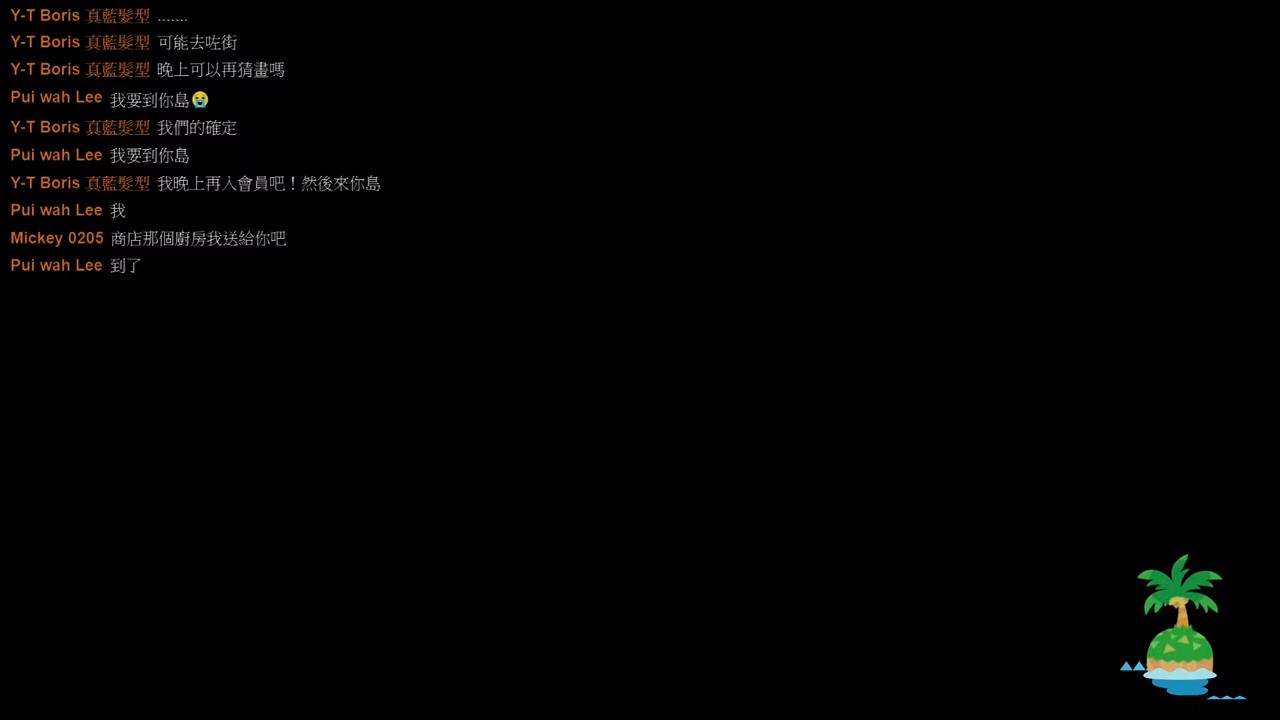 Y-T Boris 真藍髮型 .......
Y-T Boris 真藍髮型 可能去咗街
Y-T Boris 真藍髮型 晚上可以再猜畫嗎
Pui wah Lee 我要到你島😭
Y-T Boris 真藍髮型 我們的確定
Pui wah Lee 我要到你島
Y-T Boris 真藍髮型 我晚上再入會員吧！然後來你島
Pui wah Lee 我
Mickey 0205 商店那個廚房我送給你吧
Pui wah Lee 到了